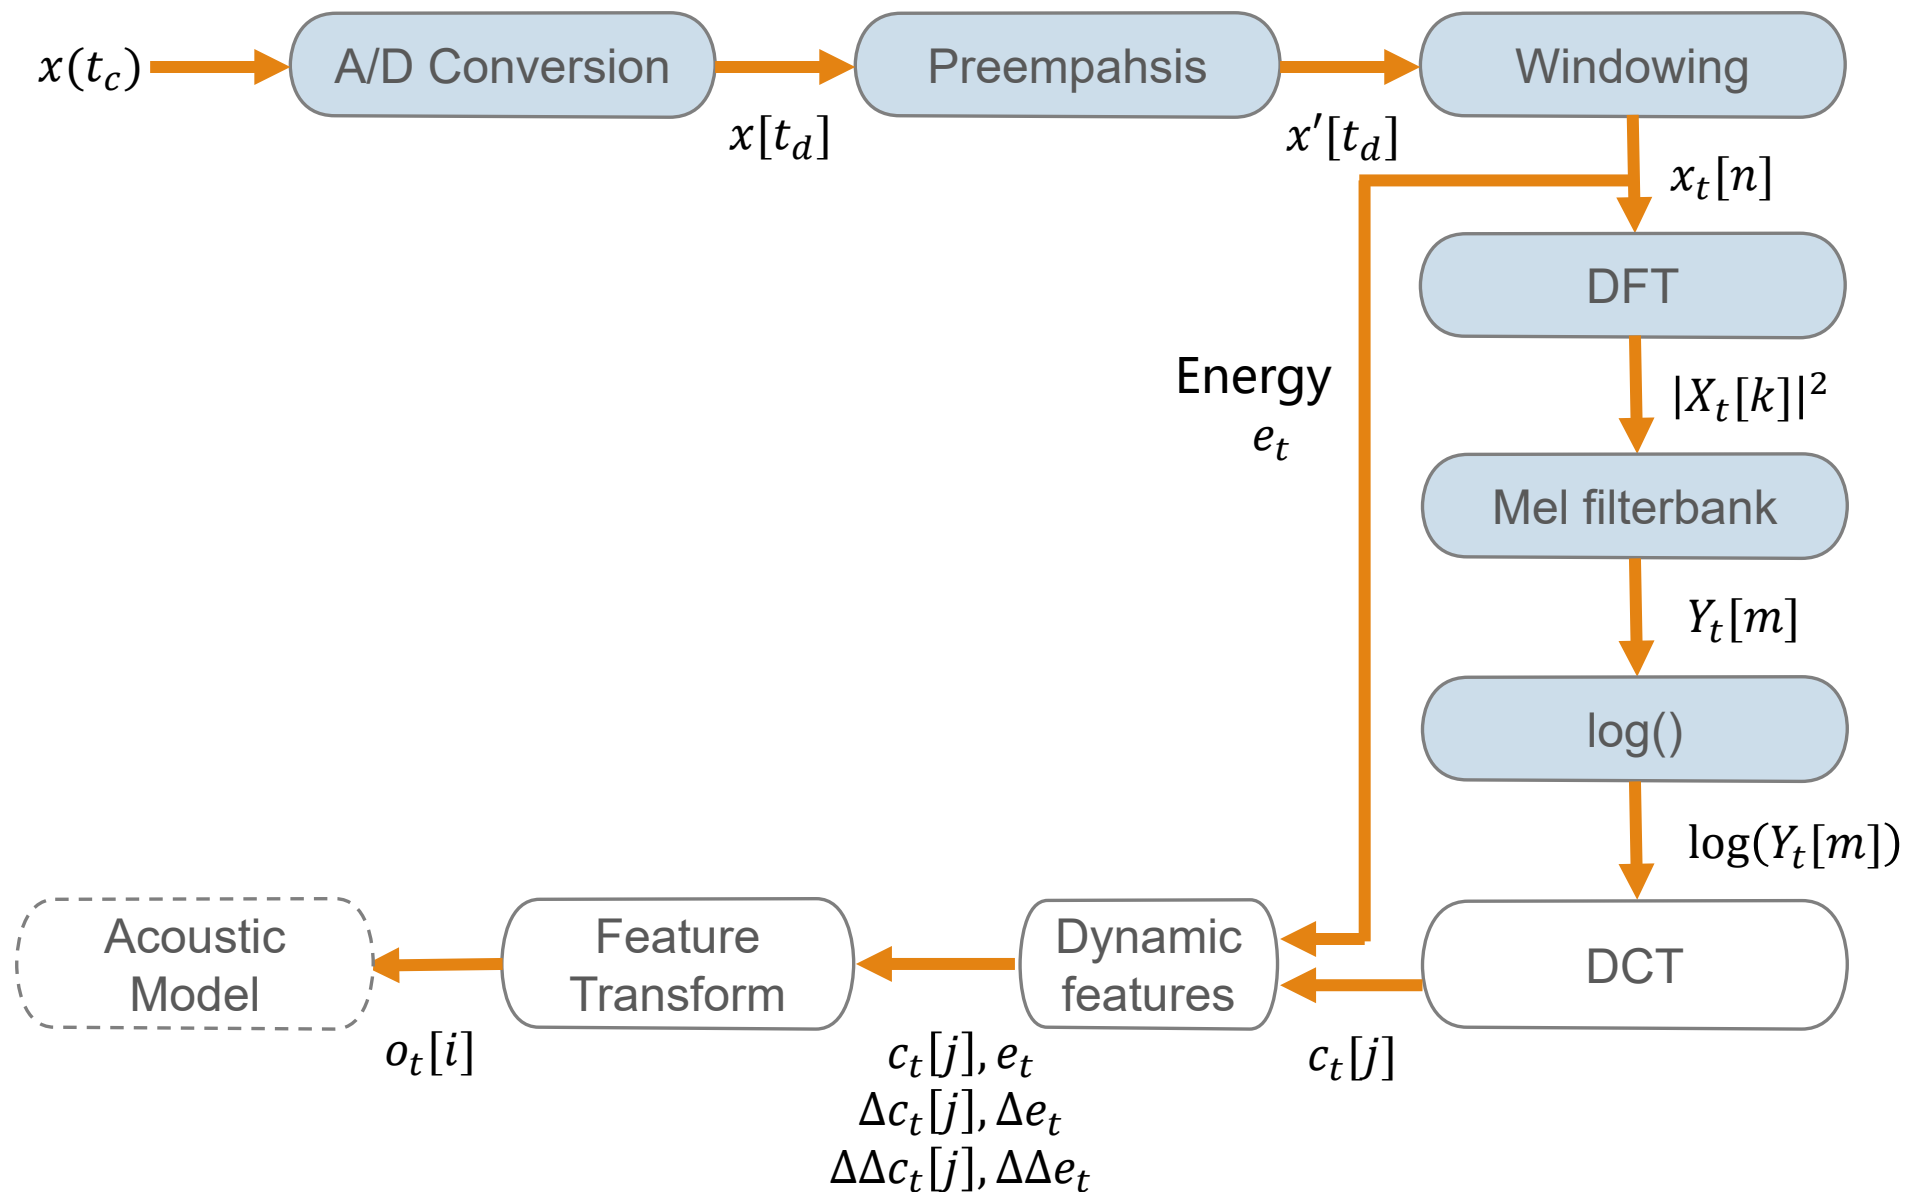 x(t_c)
A/D Conversion
x[t_d]
Preempahsis
x′[t_d]
Windowing
x_t[n]
DFT
Energy
e_t
|X_t[k]|²
Mel filterbank
Y_t[m]
log()
log(Y_t[m])
DCT
c_t[j]
Dynamic
features
c_t[j], e_t
Δc_t[j], Δe_t
ΔΔc_t[j], ΔΔe_t
Feature
Transform
o_t[i]
Acoustic
Model